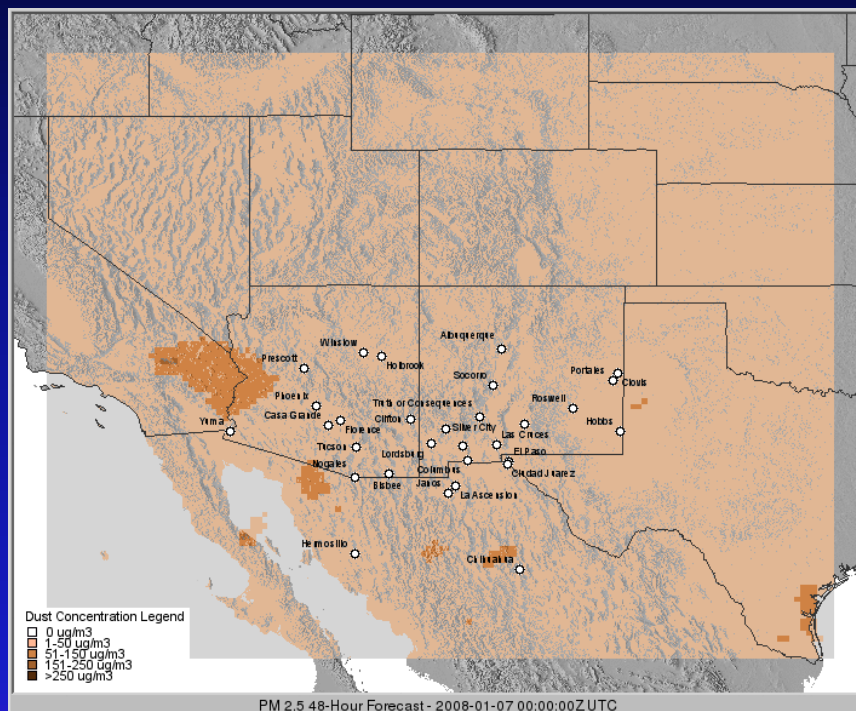 Albuquerque
Winslow
Prescott
Holbrook
Portales
Socorro
Clovis
Phoenix
Truth or Consequences
Roswell
Casa Grande
Clifton
Hobbs
Yuma
Florence
Silver City
Las Cruces
Tucson
Lordsburg
El Paso
Nogales
Columbus
Ciudad Juarez
Bisbee
Janos
La Ascension
Hermosillo
Chihuahua
Dust Concentration Legend
0 ug/m3
1-50 ug/m3
51-150 ug/m3
151-250 ug/m3
>250 ug/m3
PM 2.5 48-Hour Forecast - 2008-01-07 00:00:00Z UTC